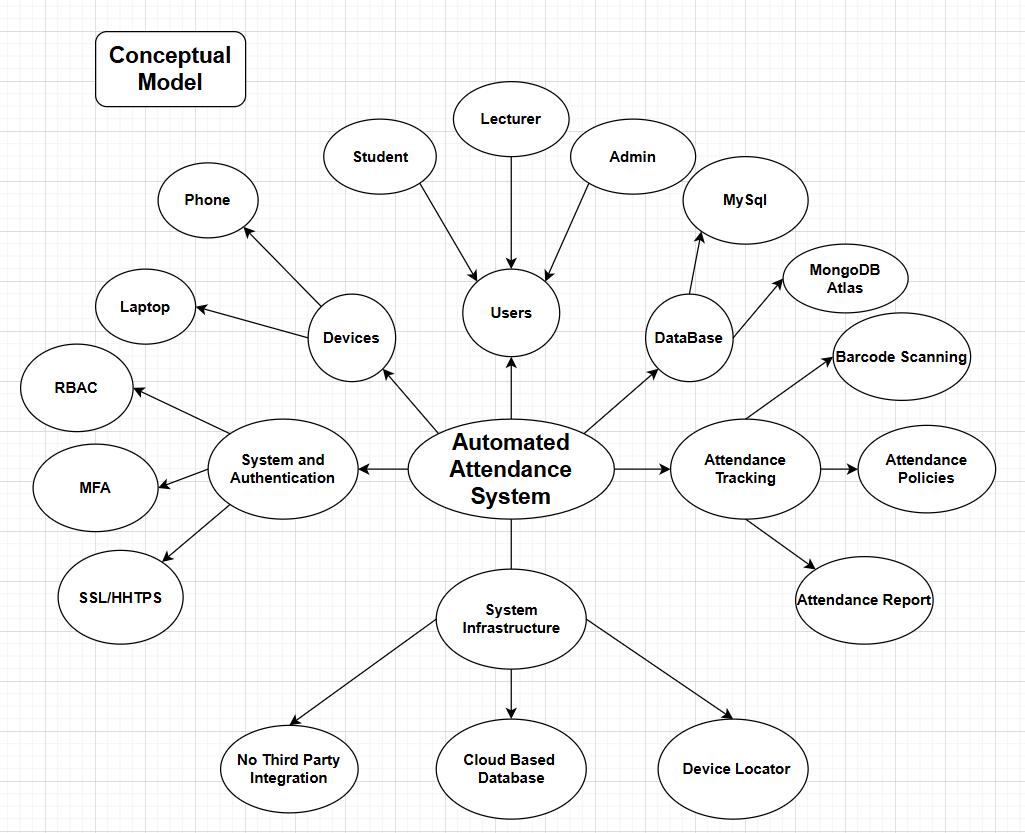 Conceptual
Model
Lecturer
Student
Admin
Phone
MySql
MongoDB
Atlas
Laptop
Users
Devices
DataBase
Barcode Scanning
RBAC
Automated
Attendance
System
System and
Authentication
Attendance
Tracking
Attendance
Policies
MFA
SSL/HHTPS
Attendance Report
System
Infrastructure
No Third Party
Integration
Cloud Based
Database
Device Locator